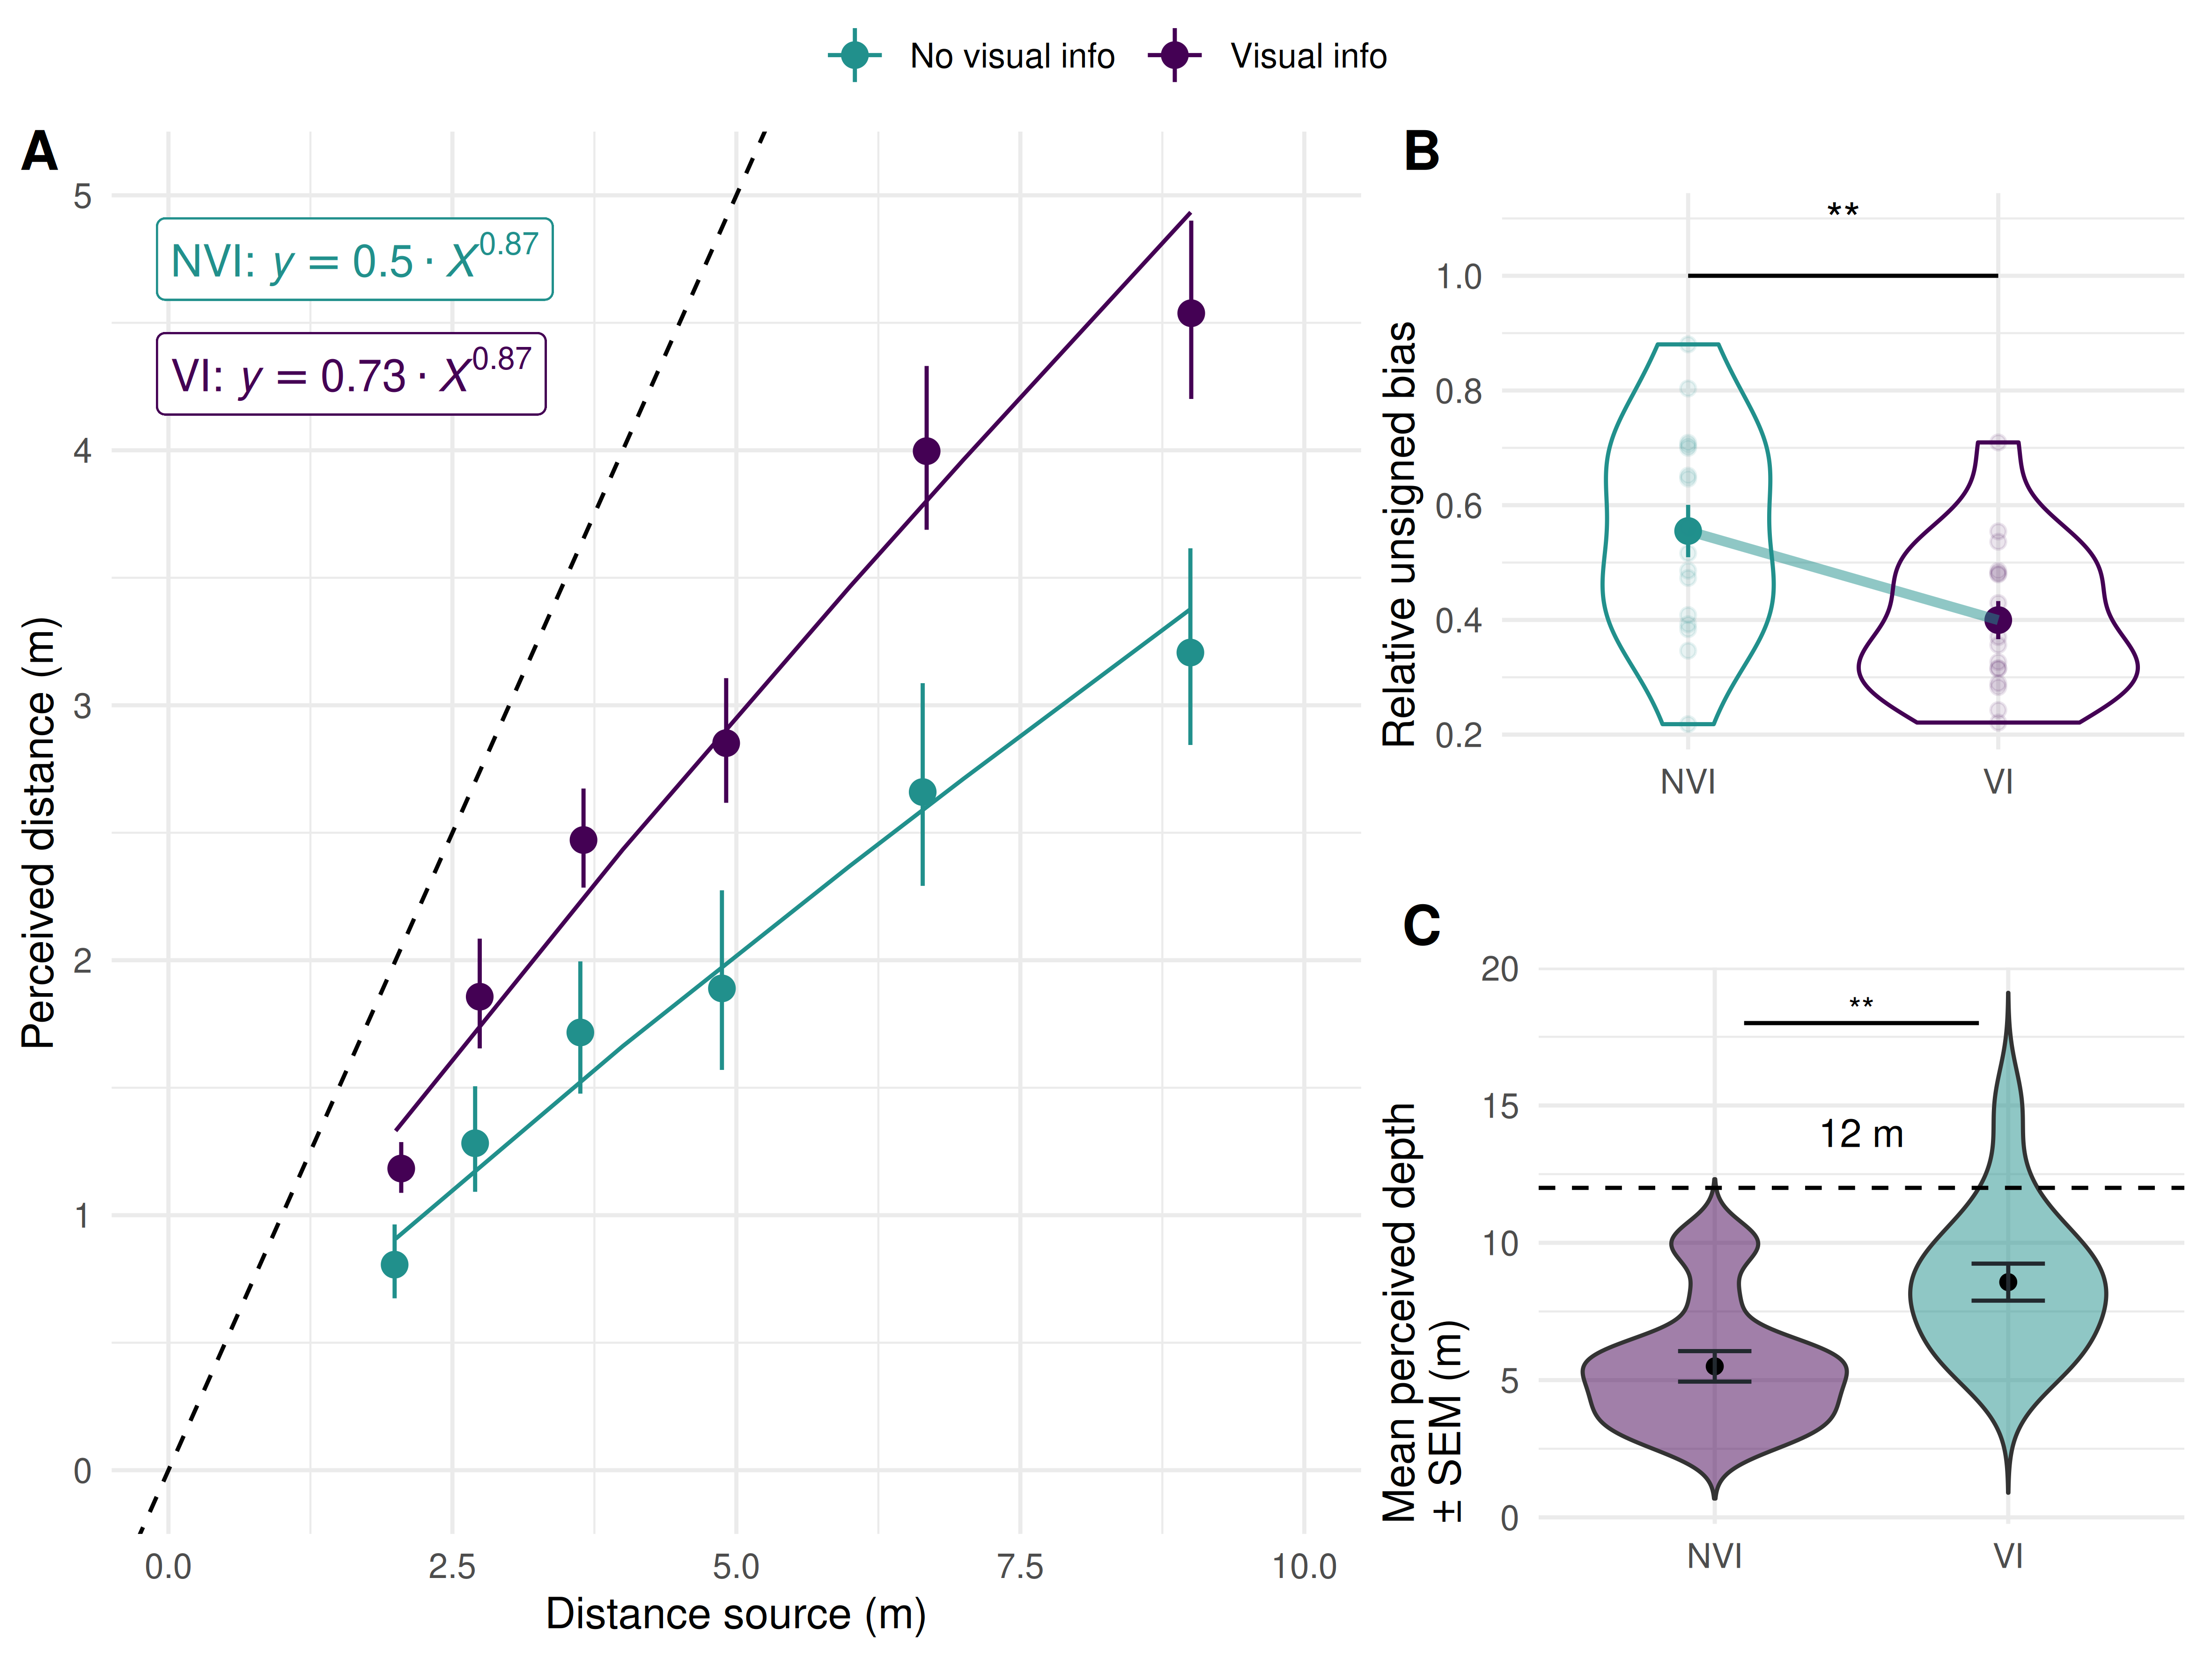 No visual info
Visual info
A
5
4
3
2
1
0
Perceived distance (m)
NVI: y = 0.5 · X^0.87
VI: y = 0.73 · X^0.87
0.0
2.5
5.0
7.5
10.0
Distance source (m)
B
**
1.0
0.8
0.6
0.4
0.2
Relative unsigned bias
NVI
VI
C
20
15
10
5
0
Mean perceived depth
± SEM (m)
**
12 m
NVI
VI